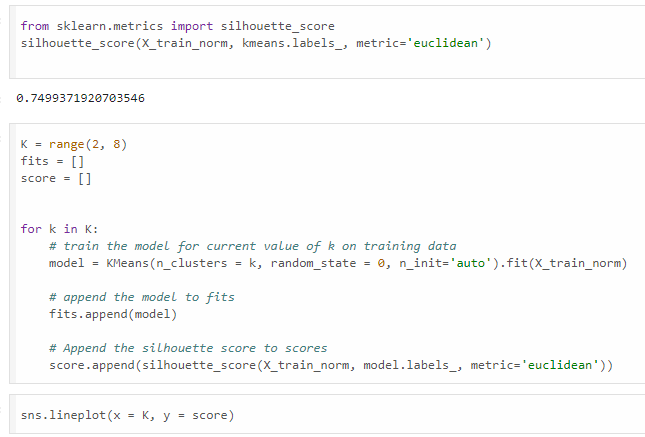 from sklearn.metrics import silhouette_score
silhouette_score(X_train_norm, kmeans.labels_, metric='euclidean')
0.7499371920703546
K = range(2, 8)
fits = []
score = []
for k in K:
    # train the model for current value of k on training data
    model = KMeans(n_clusters = k, random_state = 0, n_init='auto').fit(X_train_norm)
    # append the model to fits
    fits.append(model)
    # Append the silhouette score to scores
    score.append(silhouette_score(X_train_norm, model.labels_, metric='euclidean'))
sns.lineplot(x = K, y = score)